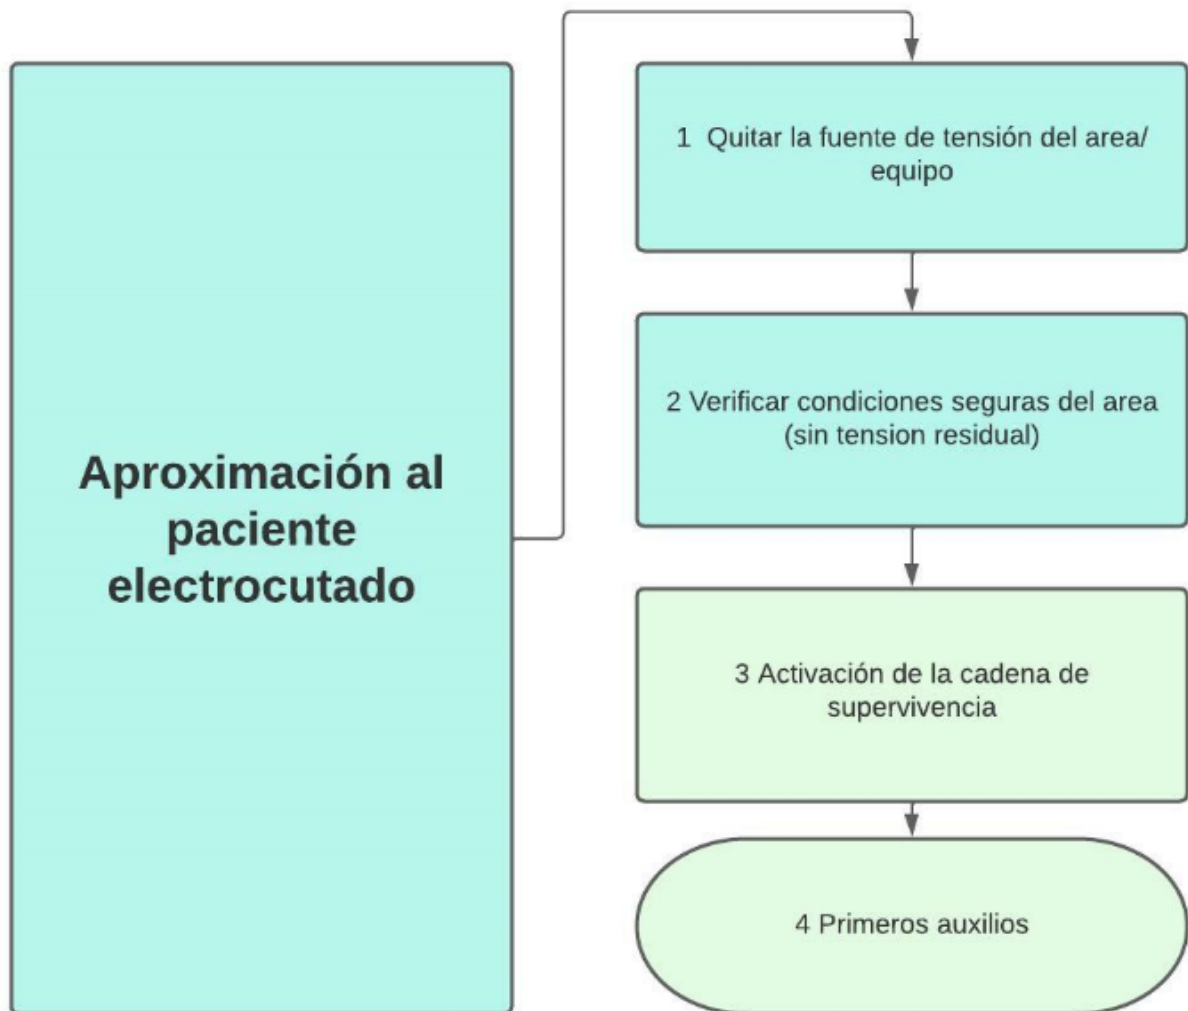 Aproximación al
paciente
electrocutado
1 Quitar la fuente de tensión del area/
equipo
2 Verificar condiciones seguras del area
(sin tension residual)
3 Activación de la cadena de
supervivencia
4 Primeros auxilios